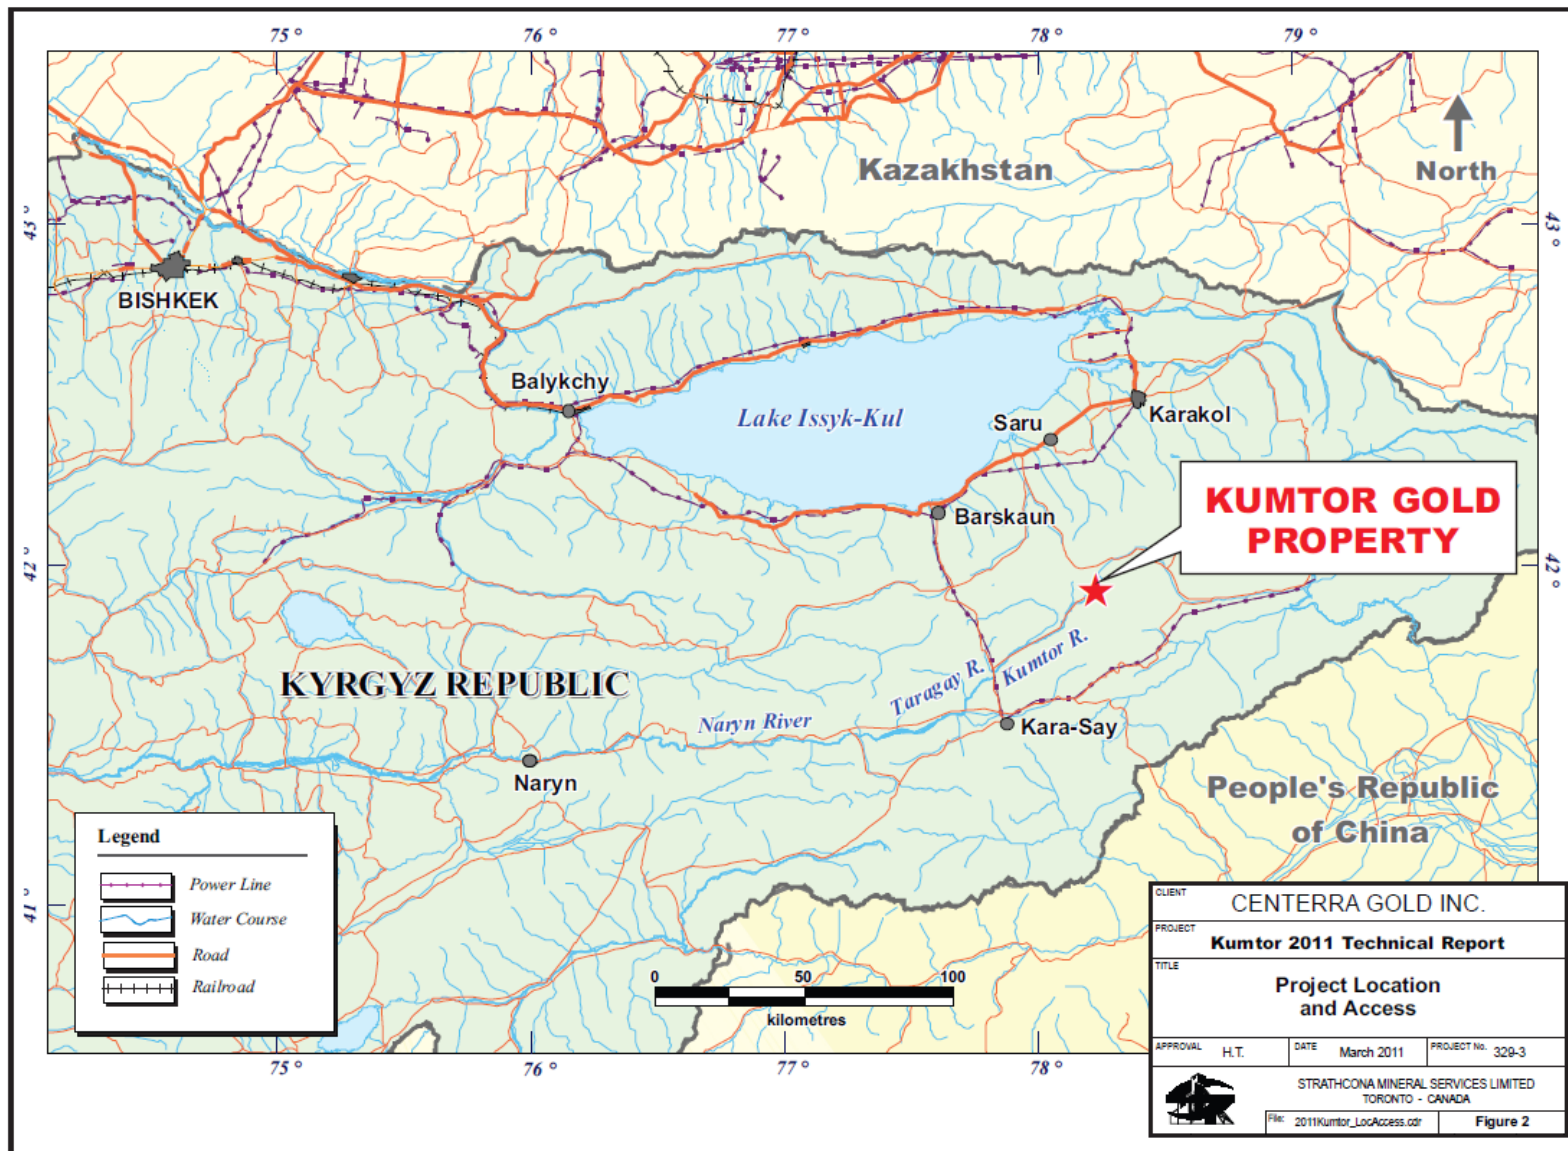 75 °
76 °
77 °
78 °
79 °
Kazakhstan
North
43 °
43 °
BISHKEK
Balykchy
Lake Issyk-Kul
Saru
Karakol
KUMTOR GOLD
PROPERTY
Barskaun
42 °
42 °
KYRGYZ REPUBLIC
Taragay R.
Kumtor R.
Naryn River
Kara-Say
Naryn
People's Republic
of China
Legend
Power Line
Water Course
Road
Railroad
41 °
0 50 100
kilometres
75 °
76 °
77 °
78 °
CLIENT
CENTERRA GOLD INC.
PROJECT
Kumtor 2011 Technical Report
TITLE
Project Location
and Access
APPROVAL H.T. DATE March 2011 PROJECT No. 329-3
STRATHCONA MINERAL SERVICES LIMITED
TORONTO - CANADA
File: 2011Kumtor_LocAccess.cdr Figure 2